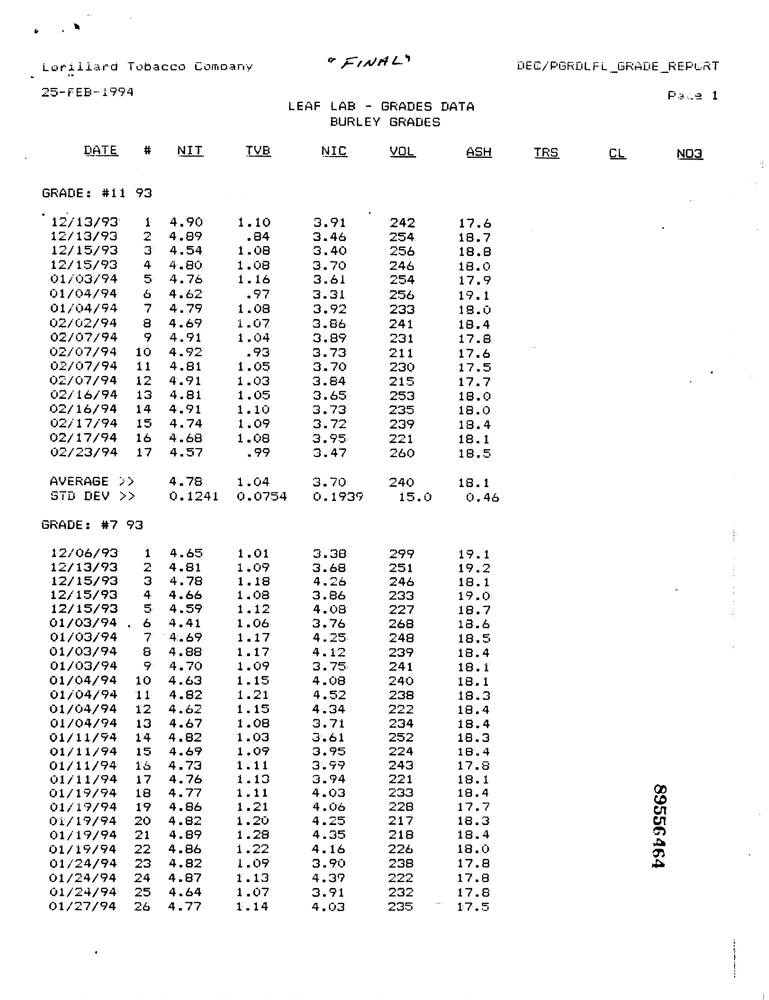 "FINAL"
Lorillard Tobacco Company DEC/PGRDLFL_GRADE_REPORT
25-FEB-1994 Page 1
LEAF LAB - GRADES DATA
BURLEY GRADES
DATE # NIT TVB NIC VOL ASH TRS CL NO3
GRADE: #11 93
12/13/93 1 4.90 1.10 3.91 242 17.6
12/13/93 2 4.89 .84 3.46 254 18.7
12/15/93 3 4.54 1.08 3.40 256 18.8
12/15/93 4 4.80 1.08 3.70 246 18.0
01/03/94 5 4.76 1.16 3.61 254 17.9
01/04/94 6 4.62 .97 3.31 256 19.1
01/04/94 7 4.79 1.08 3.92 233 18.0
02/02/94 8 4.69 1.07 3.86 241 18.4
02/07/94 9 4.91 1.04 3.89 231 17.8
02/07/94 10 4.92 .93 3.73 211 17.6
02/07/94 11 4.81 1.05 3.70 230 17.5
02/07/94 12 4.91 1.03 3.84 215 17.7
02/16/94 13 4.81 1.05 3.65 253 18.0
02/16/94 14 4.91 1.10 3.73 235 18.0
02/17/94 15 4.74 1.09 3.72 239 18.4
02/17/94 16 4.68 1.08 3.95 221 18.1
02/23/94 17 4.57 .99 3.47 260 18.5
AVERAGE >> 4.78 1.04 3.70 240 18.1
STD DEV >> 0.1241 0.0754 0.1939 15.0 0.46
GRADE: #7 93
12/06/93 1 4.65 1.01 3.38 299 19.1
12/13/93 2 4.81 1.09 3.68 251 19.2
12/15/93 3 4.78 1.18 4.26 246 18.1
12/15/93 4 4.66 1.08 3.86 233 19.0
12/15/93 5 4.59 1.12 4.08 227 18.7
01/03/94 6 4.41 1.06 3.76 268 18.6
01/03/94 7 4.69 1.17 4.25 248 18.5
01/03/94 8 4.88 1.17 4.12 239 18.4
01/03/94 9 4.70 1.09 3.75 241 18.1
01/04/94 10 4.63 1.15 4.08 240 18.1
01/04/94 11 4.82 1.21 4.52 238 18.3
01/04/94 12 4.62 1.15 4.34 222 18.4
01/04/94 13 4.67 1.08 3.71 234 18.4
01/11/94 14 4.82 1.03 3.61 252 18.3
01/11/94 15 4.69 1.09 3.95 224 18.4
01/11/94 16 4.73 1.11 3.99 243 17.8
01/11/94 17 4.76 1.13 3.94 221 18.1
01/19/94 18 4.77 1.11 4.03 233 18.4
01/19/94 19 4.86 1.21 4.06 228 17.7
01/19/94 20 4.82 1.20 4.25 217 18.3
01/19/94 21 4.89 1.28 4.35 218 18.4
01/19/94 22 4.86 1.22 4.16 226 18.0
01/24/94 23 4.82 1.09 3.90 238 17.8
01/24/94 24 4.87 1.13 4.39 222 17.8
01/24/94 25 4.64 1.07 3.91 232 17.8
01/27/94 26 4.77 1.14 4.03 235 17.5
89556464